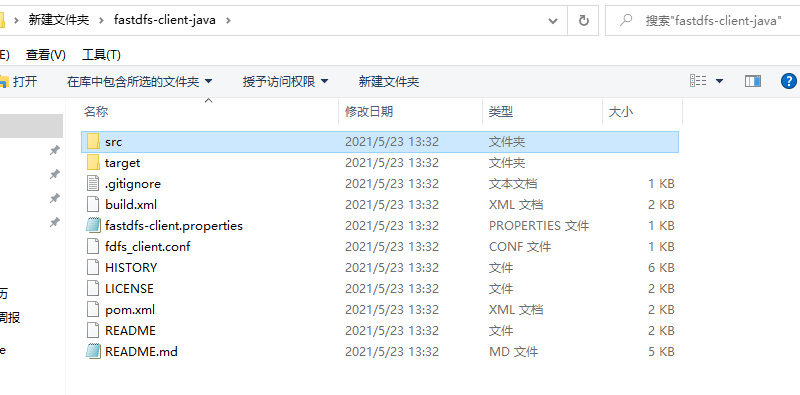 新建文件夹 fastdfs-client-java 搜索"fastdfs-client-java"
E) 查看(V) 工具(T)
打开 在库中包含所选的文件夹 授予访问权限 新建文件夹 ?
名称 修改日期 类型 大小
src 2021/5/23 13:32 文件夹
target 2021/5/23 13:32 文件夹
.gitignore 2021/5/23 13:32 文本文档 1 KB
build.xml 2021/5/23 13:32 XML 文档 2 KB
fastdfs-client.properties 2021/5/23 13:32 PROPERTIES 文件 1 KB
fdfs_client.conf 2021/5/23 13:32 CONF 文件 1 KB
HISTORY 2021/5/23 13:32 文件 6 KB
历
LICENSE 2021/5/23 13:32 文件 2 KB
pom.xml 2021/5/23 13:32 XML 文档 2 KB
周报
README 2021/5/23 13:32 文件 2 KB
e
README.md 2021/5/23 13:32 MD 文件 5 KB